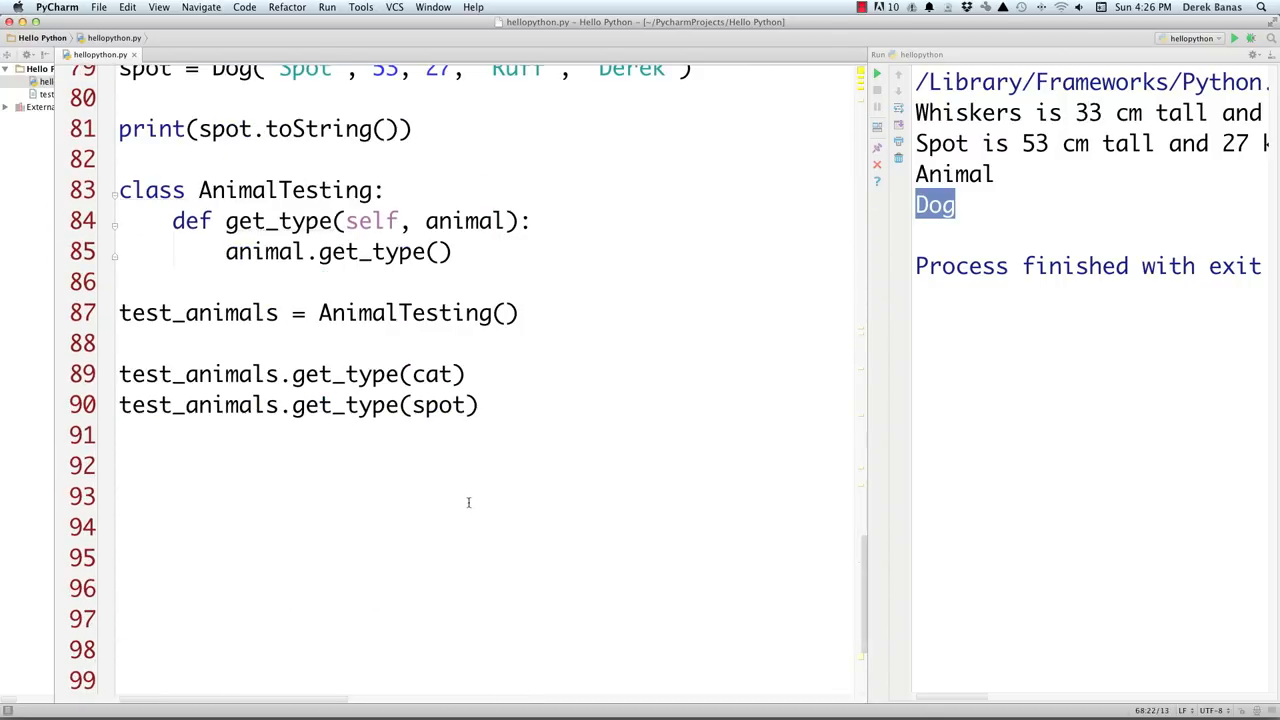 PyCharm File Edit View Navigate Code Refactor Run Tools VCS Window Help 10 Sun 4:26 PM Derek Banas
hellopython.py – Hello Python – [~/PycharmProjects/Hello Python]
Hello Python hellopython.py hellopython
hellopython.py Run hellopython
Hello P
hell
test
Extern
79 spot = Dog("Spot", 53, 27, "Ruff", "Derek")
80
81 print(spot.toString())
82
83 class AnimalTesting:
84 def get_type(self, animal):
85 animal.get_type()
86
87 test_animals = AnimalTesting()
88
89 test_animals.get_type(cat)
90 test_animals.get_type(spot)
91
92
93
94
95
96
97
98
99
/Library/Frameworks/Python.
Whiskers is 33 cm tall and
Spot is 53 cm tall and 27 k
Animal
Dog
Process finished with exit
68:22/13 LF UTF-8